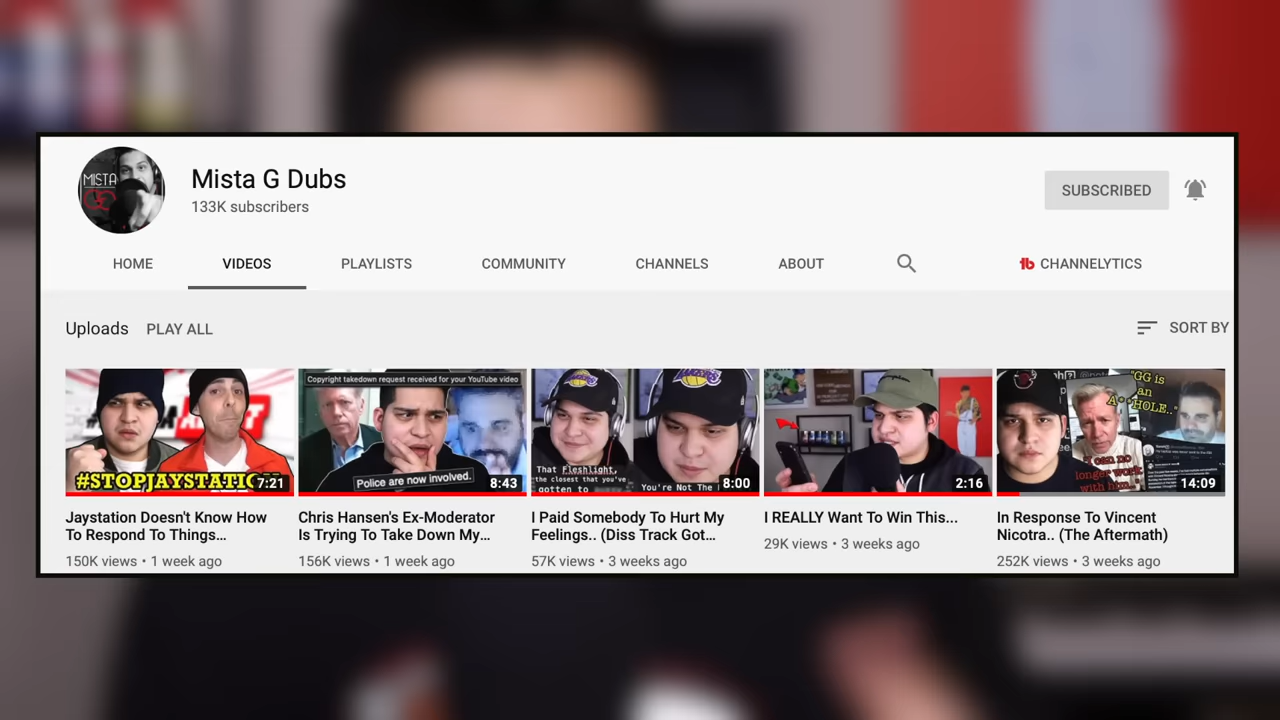 MISTA
Mista G Dubs
133K subscribers
SUBSCRIBED
HOME
VIDEOS
PLAYLISTS
COMMUNITY
CHANNELS
ABOUT
CHANNELYTICS
Uploads
PLAY ALL
SORT BY
#STOPJAYSTATIO
7:21
Copyright takedown request received for your YouTube video
Police are now involved.
8:43
That Fleshlight,
the closest that you've
gotten to
You're Not The
8:00
2:16
"GG is
an
A**HOLE.."
"I can no
longer work
with him"
14:09
Jaystation Doesn't Know How
To Respond To Things...
150K views • 1 week ago
Chris Hansen's Ex-Moderator
Is Trying To Take Down My...
156K views • 1 week ago
I Paid Somebody To Hurt My
Feelings.. (Diss Track Got...
57K views • 3 weeks ago
I REALLY Want To Win This...
29K views • 3 weeks ago
In Response To Vincent
Nicotra.. (The Aftermath)
252K views • 3 weeks ago